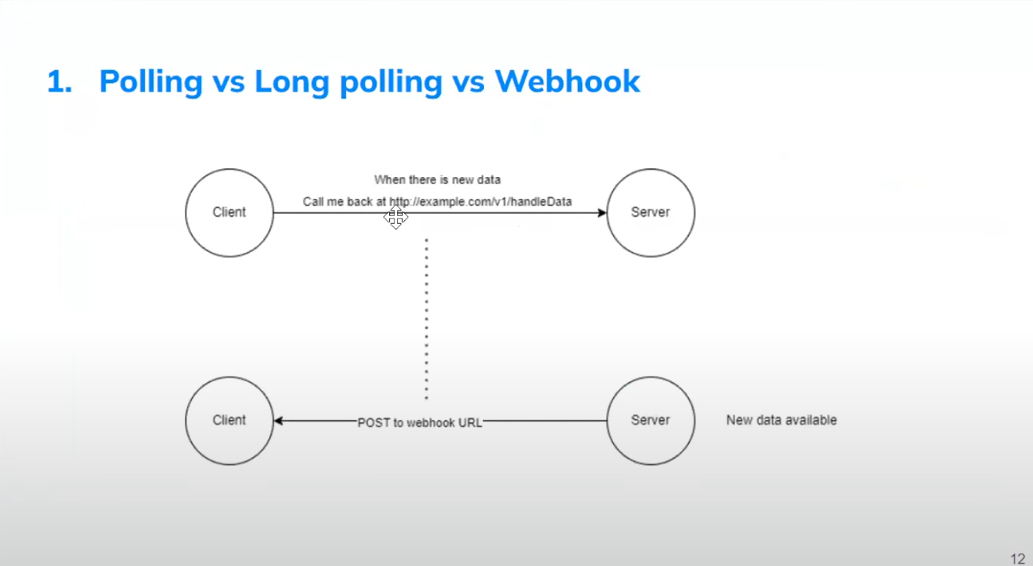 1. Polling vs Long polling vs Webhook
When there is new data
Call me back at http://example.com/v1/handleData
Client
Server
Client
POST to webhook URL
Server
New data available
12